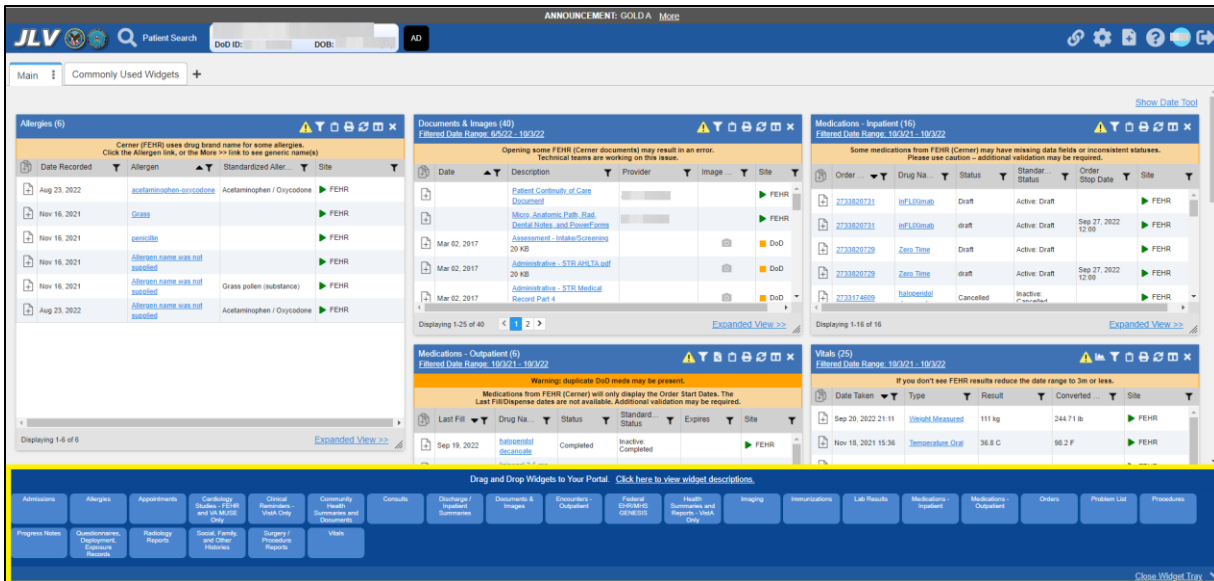 ANNOUNCEMENT: GOLD A More
JLV Patient Search DoD ID: DOB: AD
Main Commonly Used Widgets +
Show Date Tool
Allergies (6)
Cerner (FEHR) uses drug brand name for some allergies.
Click the Allergen link, or the More >> link to see generic name(s)
Date Recorded Allergen Standardized Aller... Site
Aug 23, 2022 acetaminophen-oxycodone Acetaminophen / Oxycodone FEHR
Nov 16, 2021 Grass FEHR
Nov 16, 2021 penicillin FEHR
Nov 16, 2021 Allergen name was not supplied FEHR
Nov 16, 2021 Allergen name was not supplied Grass pollen (substance) FEHR
Aug 23, 2022 Allergen name was not supplied Acetaminophen / Oxycodone FEHR
Displaying 1-6 of 6 Expanded View >>
Documents & Images (40)
Filtered Date Range: 6/5/22 - 10/3/22
Opening some FEHR (Cerner documents) may result in an error.
Technical teams are working on this issue.
Date Description Provider Image ... Site
Patient Continuity of Care Document FEHR
Micro, Anatomic Path, Rad, Dental Notes, and PowerForms FEHR
Mar 02, 2017 Assessment - Intake/Screening 20 KB DoD
Mar 02, 2017 Administrative - STR AHLTA.pdf 20 KB DoD
Mar 02, 2017 Administrative - STR Medical Record Part 4 DoD
Displaying 1-25 of 40 < 1 2 > Expanded View >>
Medications - Inpatient (16)
Filtered Date Range: 10/3/21 - 10/3/22
Some medications from FEHR (Cerner) may have missing data fields or inconsistent statuses.
Please use caution – additional validation may be required.
Order ... Drug Na... Status Standar... Status Order Stop Date Site
2733820731 inFLIXimab Draft Active: Draft FEHR
2733820731 inFLIXimab draft Active: Draft Sep 27, 2022 12:00 FEHR
2733820729 Zero Time Draft Active: Draft FEHR
2733820729 Zero Time draft Active: Draft Sep 27, 2022 12:00 FEHR
2733174609 haloperidol Cancelled Inactive: Cancelled FEHR
Displaying 1-16 of 16 Expanded View >>
Medications - Outpatient (6)
Filtered Date Range: 10/3/21 - 10/3/22
Warning: duplicate DoD meds may be present.
Medications from FEHR (Cerner) will only display the Order Start Dates. The
Last Fill/Dispense dates are not available. Additional validation may be required.
Last Fill Drug Na... Status Standard... Status Expires Site
Sep 19, 2022 haloperidol decanoate Completed Inactive Completed FEHR
Vitals (25)
Filtered Date Range: 10/3/21 - 10/3/22
If you don't see FEHR results reduce the date range to 3m or less.
Date Taken Type Result Converted ... Site
Sep 20, 2022 21:11 Weight Measured 111 kg 244.71 lb FEHR
Nov 18, 2021 15:36 Temperature Oral 36.8 C 98.2 F FEHR
Drag and Drop Widgets to Your Portal. Click here to view widget descriptions.
Admissions
Allergies
Appointments
Cardiology Studies - FEHR and VA MUSE Only
Clinical Reminders - VistA Only
Community Health Summaries and Documents
Consults
Discharge / Inpatient Summaries
Documents & Images
Encounters - Outpatient
Federal EHR/MHS GENESIS
Health Summaries and Reports - VistA Only
Imaging
Immunizations
Lab Results
Medications - Inpatient
Medications - Outpatient
Orders
Problem List
Procedures
Progress Notes
Questionnaires, Deployment, Exposure Records
Radiology Reports
Social, Family, and Other Histories
Surgery / Procedure Reports
Vitals
Close Widget Tray